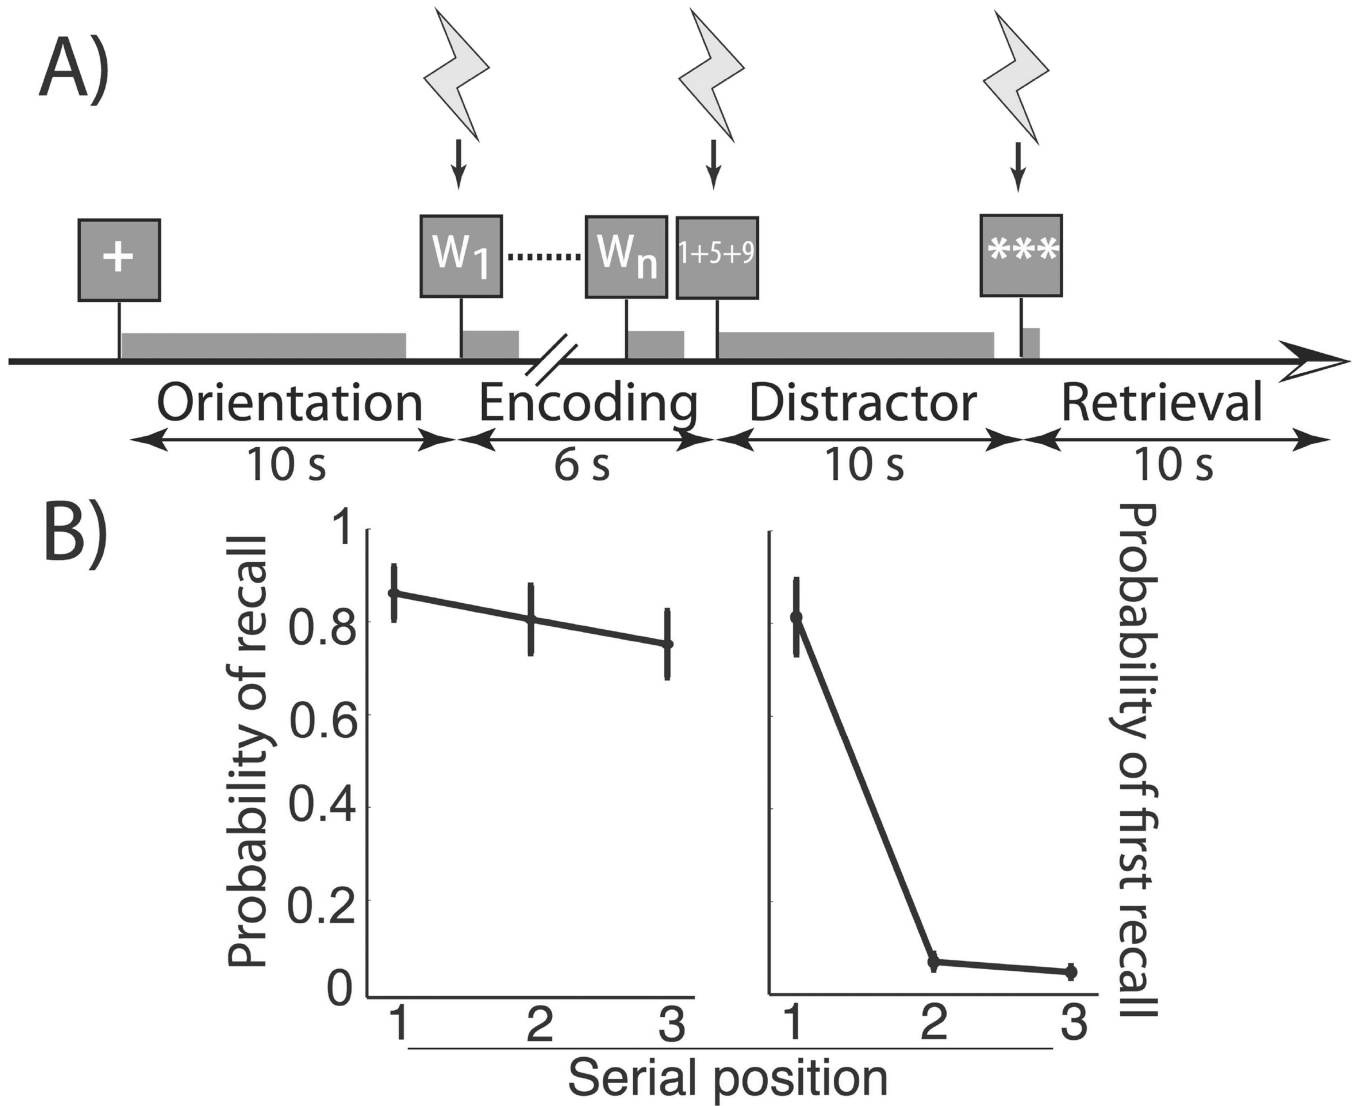 A)
+
W1
Wn
1+5+9
***
Orientation
Encoding
Distractor
Retrieval
10 s
6 s
10 s
10 s
B)
Probability of recall
1
0.8
0.6
0.4
0.2
0
1 2 3
1 2 3
Probability of first recall
Serial position